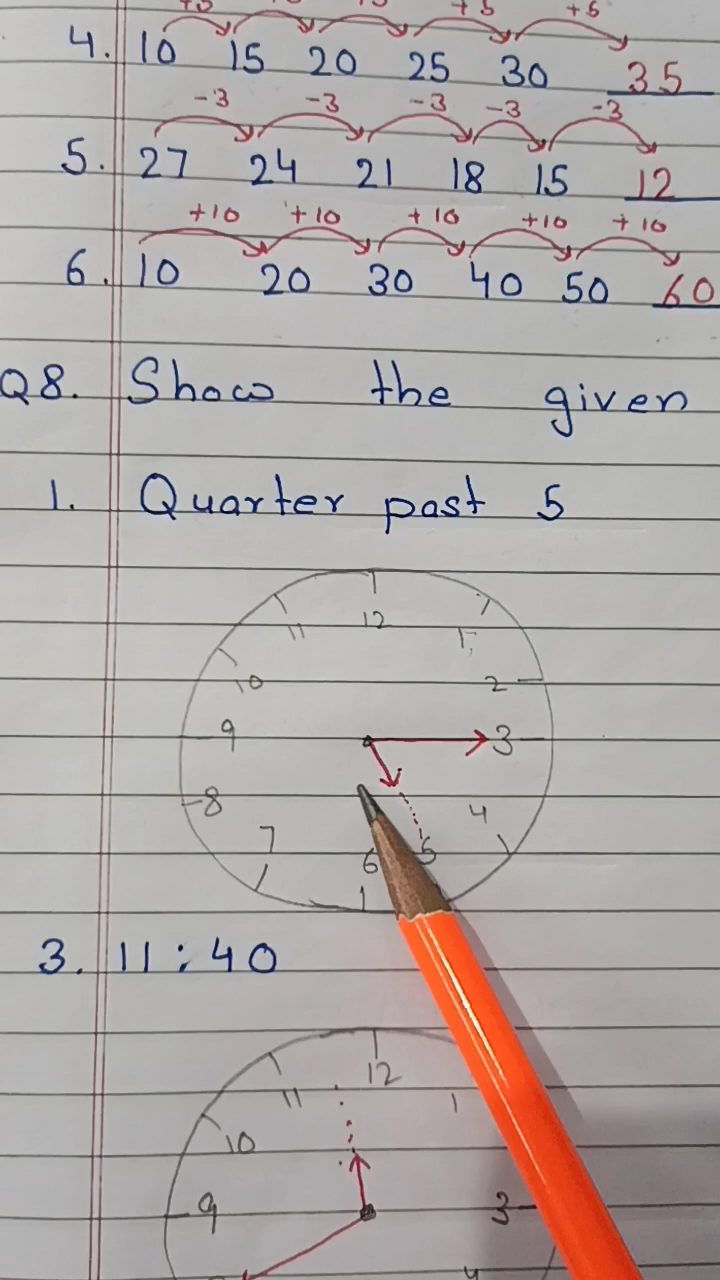 +5 +5
4. 10 15 20 25 30 35
-3 -3 -3 -3 -3
5. 27 24 21 18 15 12
+10 +10 +10 +10 +10
6. 10 20 30 40 50 60
Q8. Show the given
1. Quarter past 5
12
11 1
10 2
9 3
8 4
7 5
6
3. 11:40
12
11 1
10
9 3